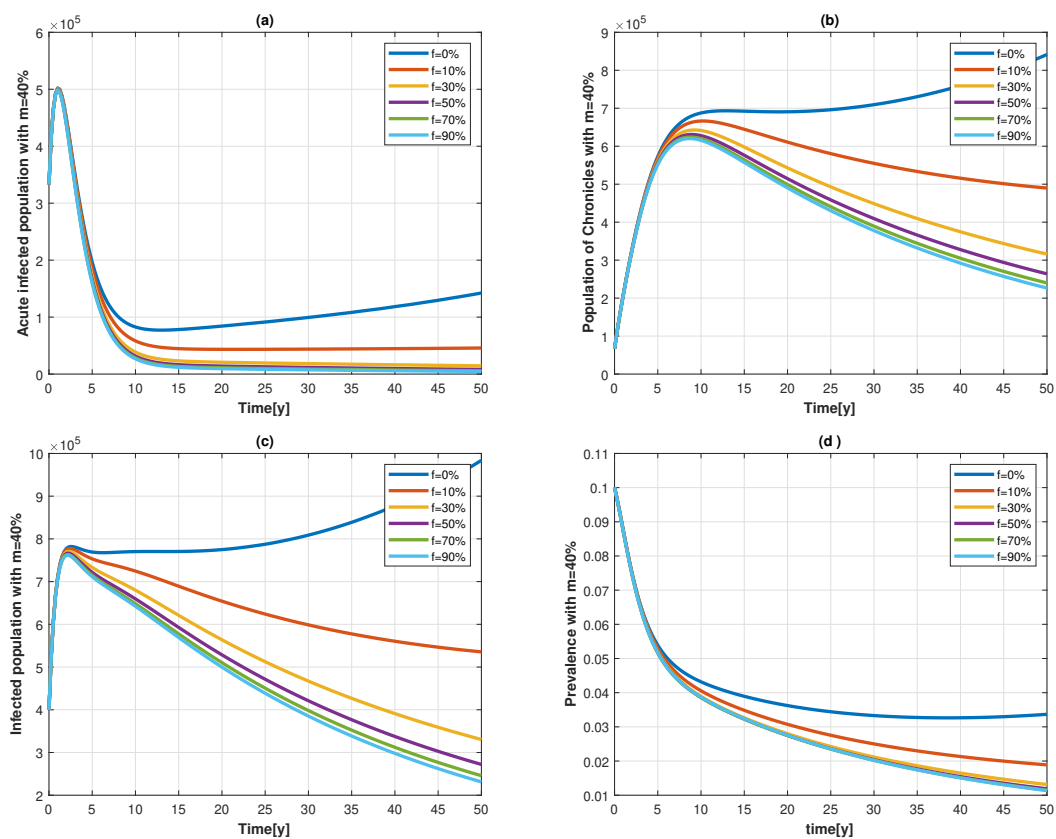 (a)
×10^5
Acute infected population with m=40%
6
5
4
3
2
1
0
0 5 10 15 20 25 30 35 40 45 50
Time[y]
f=0%
f=10%
f=30%
f=50%
f=70%
f=90%
(b)
×10^5
Population of Chronicles with m=40%
9
8
7
6
5
4
3
2
1
0
0 5 10 15 20 25 30 35 40 45 50
Time[y]
f=0%
f=10%
f=30%
f=50%
f=70%
f=90%
(c)
×10^5
Infected population with m=40%
10
9
8
7
6
5
4
3
2
0 5 10 15 20 25 30 35 40 45 50
Time[y]
f=0%
f=10%
f=30%
f=50%
f=70%
f=90%
(d )
Prevalence with m=40%
0.11
0.1
0.09
0.08
0.07
0.06
0.05
0.04
0.03
0.02
0.01
0 5 10 15 20 25 30 35 40 45 50
time[y]
f=0%
f=10%
f=30%
f=50%
f=70%
f=90%